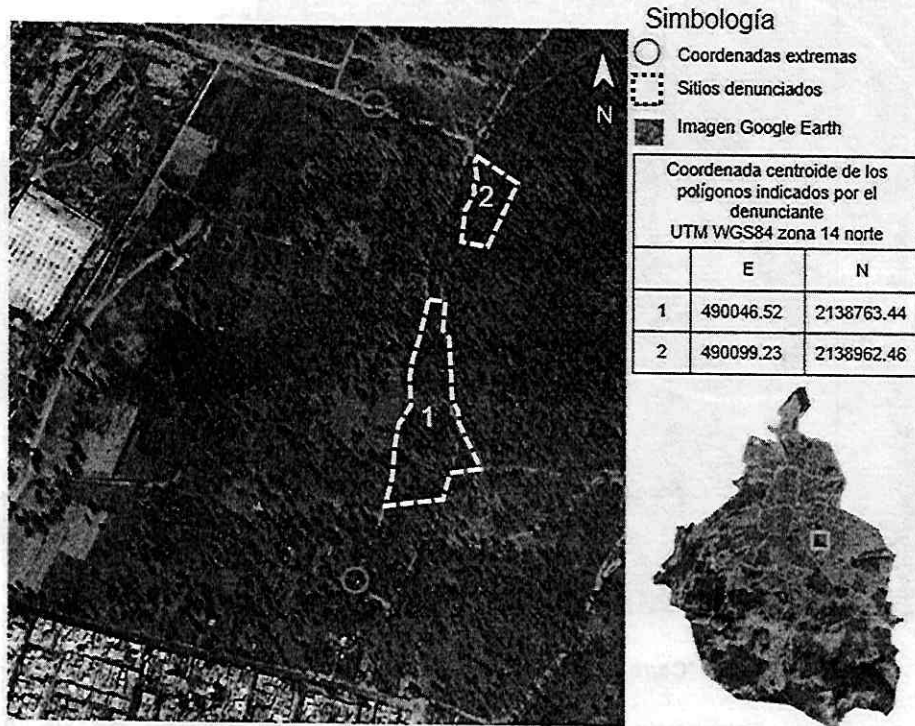 Simbología
Coordenadas extremas
Sitios denunciados
Imagen Google Earth
Coordenada centroide de los
polígonos indicados por el
denunciante
UTM WGS84 zona 14 norte
E N
1 490046.52 2138763.44
2 490099.23 2138962.46
N
2
1